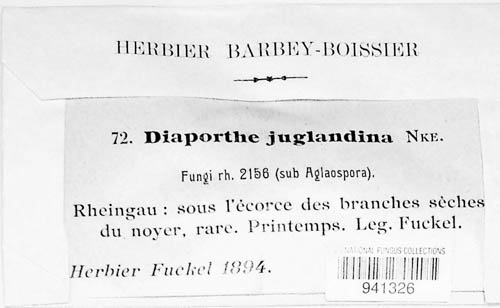 HERBIER BARBEY-BOISSIER
72. Diaporthe juglandina Nke.
Fungi rh. 2156 (sub Aglaospora).
Rheingau : sous l'écorce des branches sèches
du noyer, rare. Printemps. Leg. Fuckel.
Herbier Fuckel 1894.
NATIONAL FUNGUS COLLECTIONS
941326